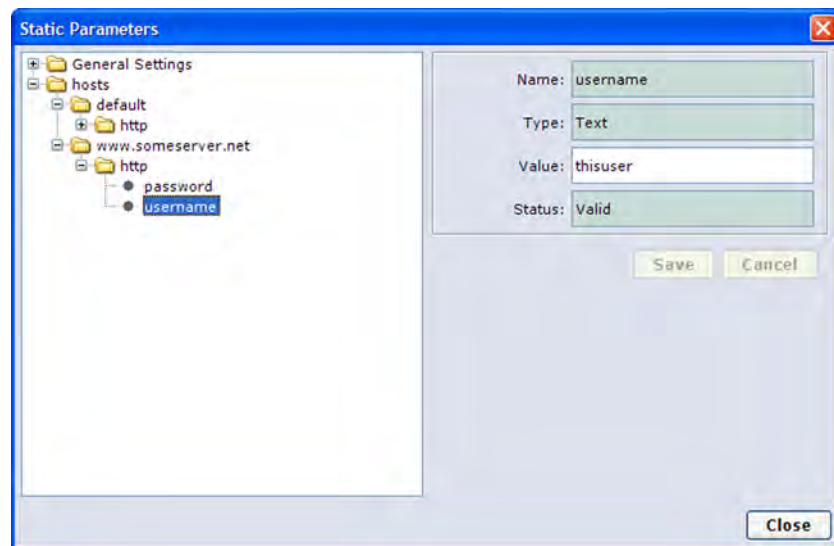 Static Parameters
General Settings
hosts
default
http
www.someserver.net
http
password
username
Name: username
Type: Text
Value: thisuser
Status: Valid
Save Cancel
Close